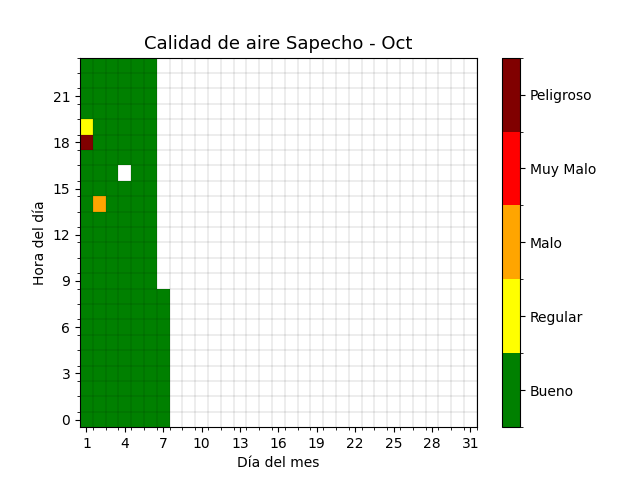 Calidad de aire Sapecho - Oct
Hora del día
21
18
15
12
9
6
3
0
1 4 7 10 13 16 19 22 25 28 31
Día del mes
Peligroso
Muy Malo
Malo
Regular
Bueno